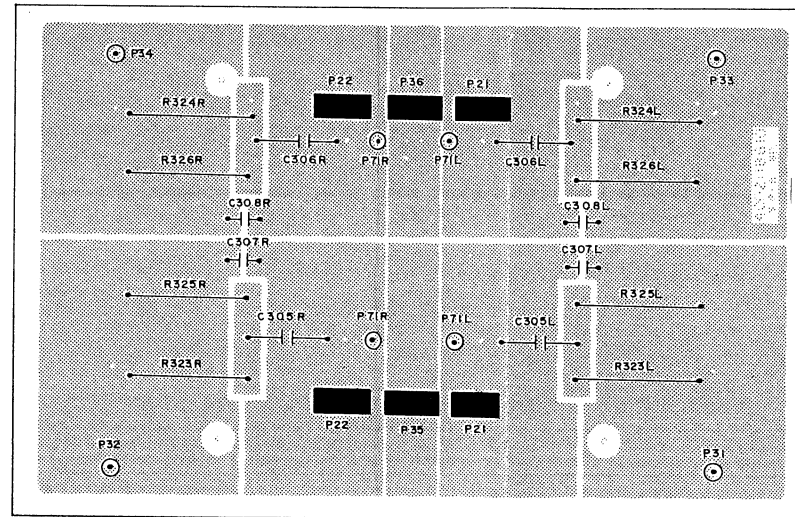 P34
P22
P36
P21
P33
R324R
R324L
C306R
P71R
P71L
C306L
R326R
R326L
C308R
C308L
C307R
C307L
R325R
R325L
C305R
P71R
P71L
C305L
R323R
R323L
P22
P35
P21
P32
P31